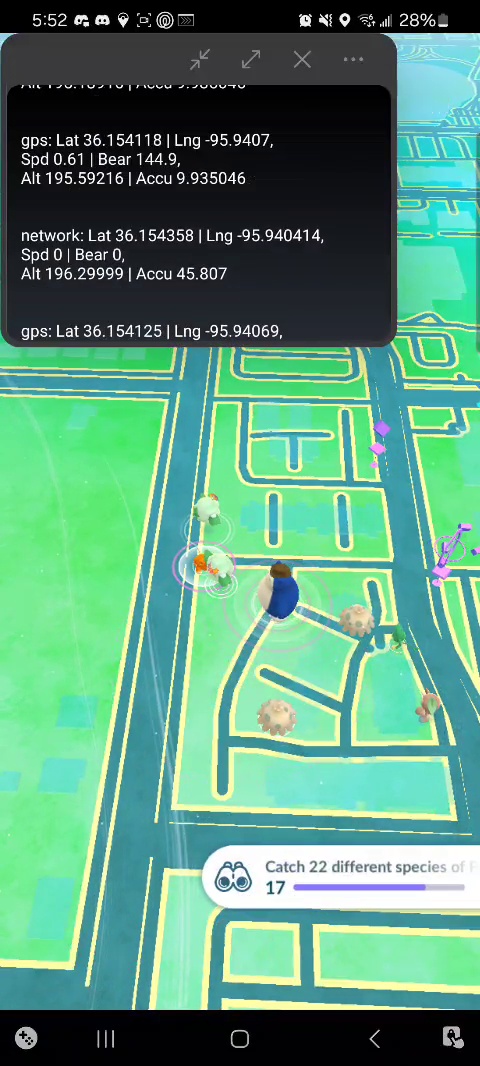 5:52
28%
gps: Lat 36.154118 | Lng -95.9407,
Spd 0.61 | Bear 144.9,
Alt 195.59216 | Accu 9.935046
network: Lat 36.154358 | Lng -95.940414,
Spd 0 | Bear 0,
Alt 196.29999 | Accu 45.807
gps: Lat 36.154125 | Lng -95.94069,
Catch 22 different species of
17